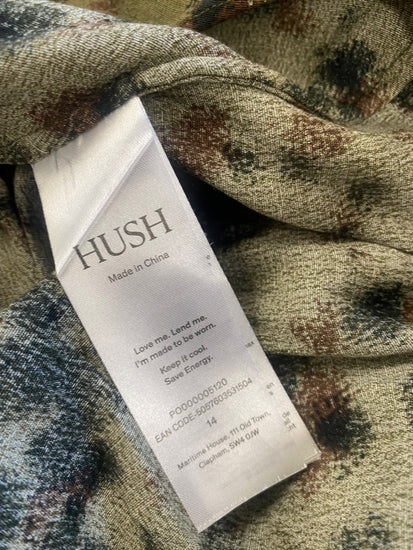 HUSH
Made in China
Love me. Lend me.
I'm made to be worn.
Keep it cool.
Save Energy.
PO000005120
EAN CODE-5057603531504
14
Maritime House, 111 Old Town,
Clapham, SW4 0JW